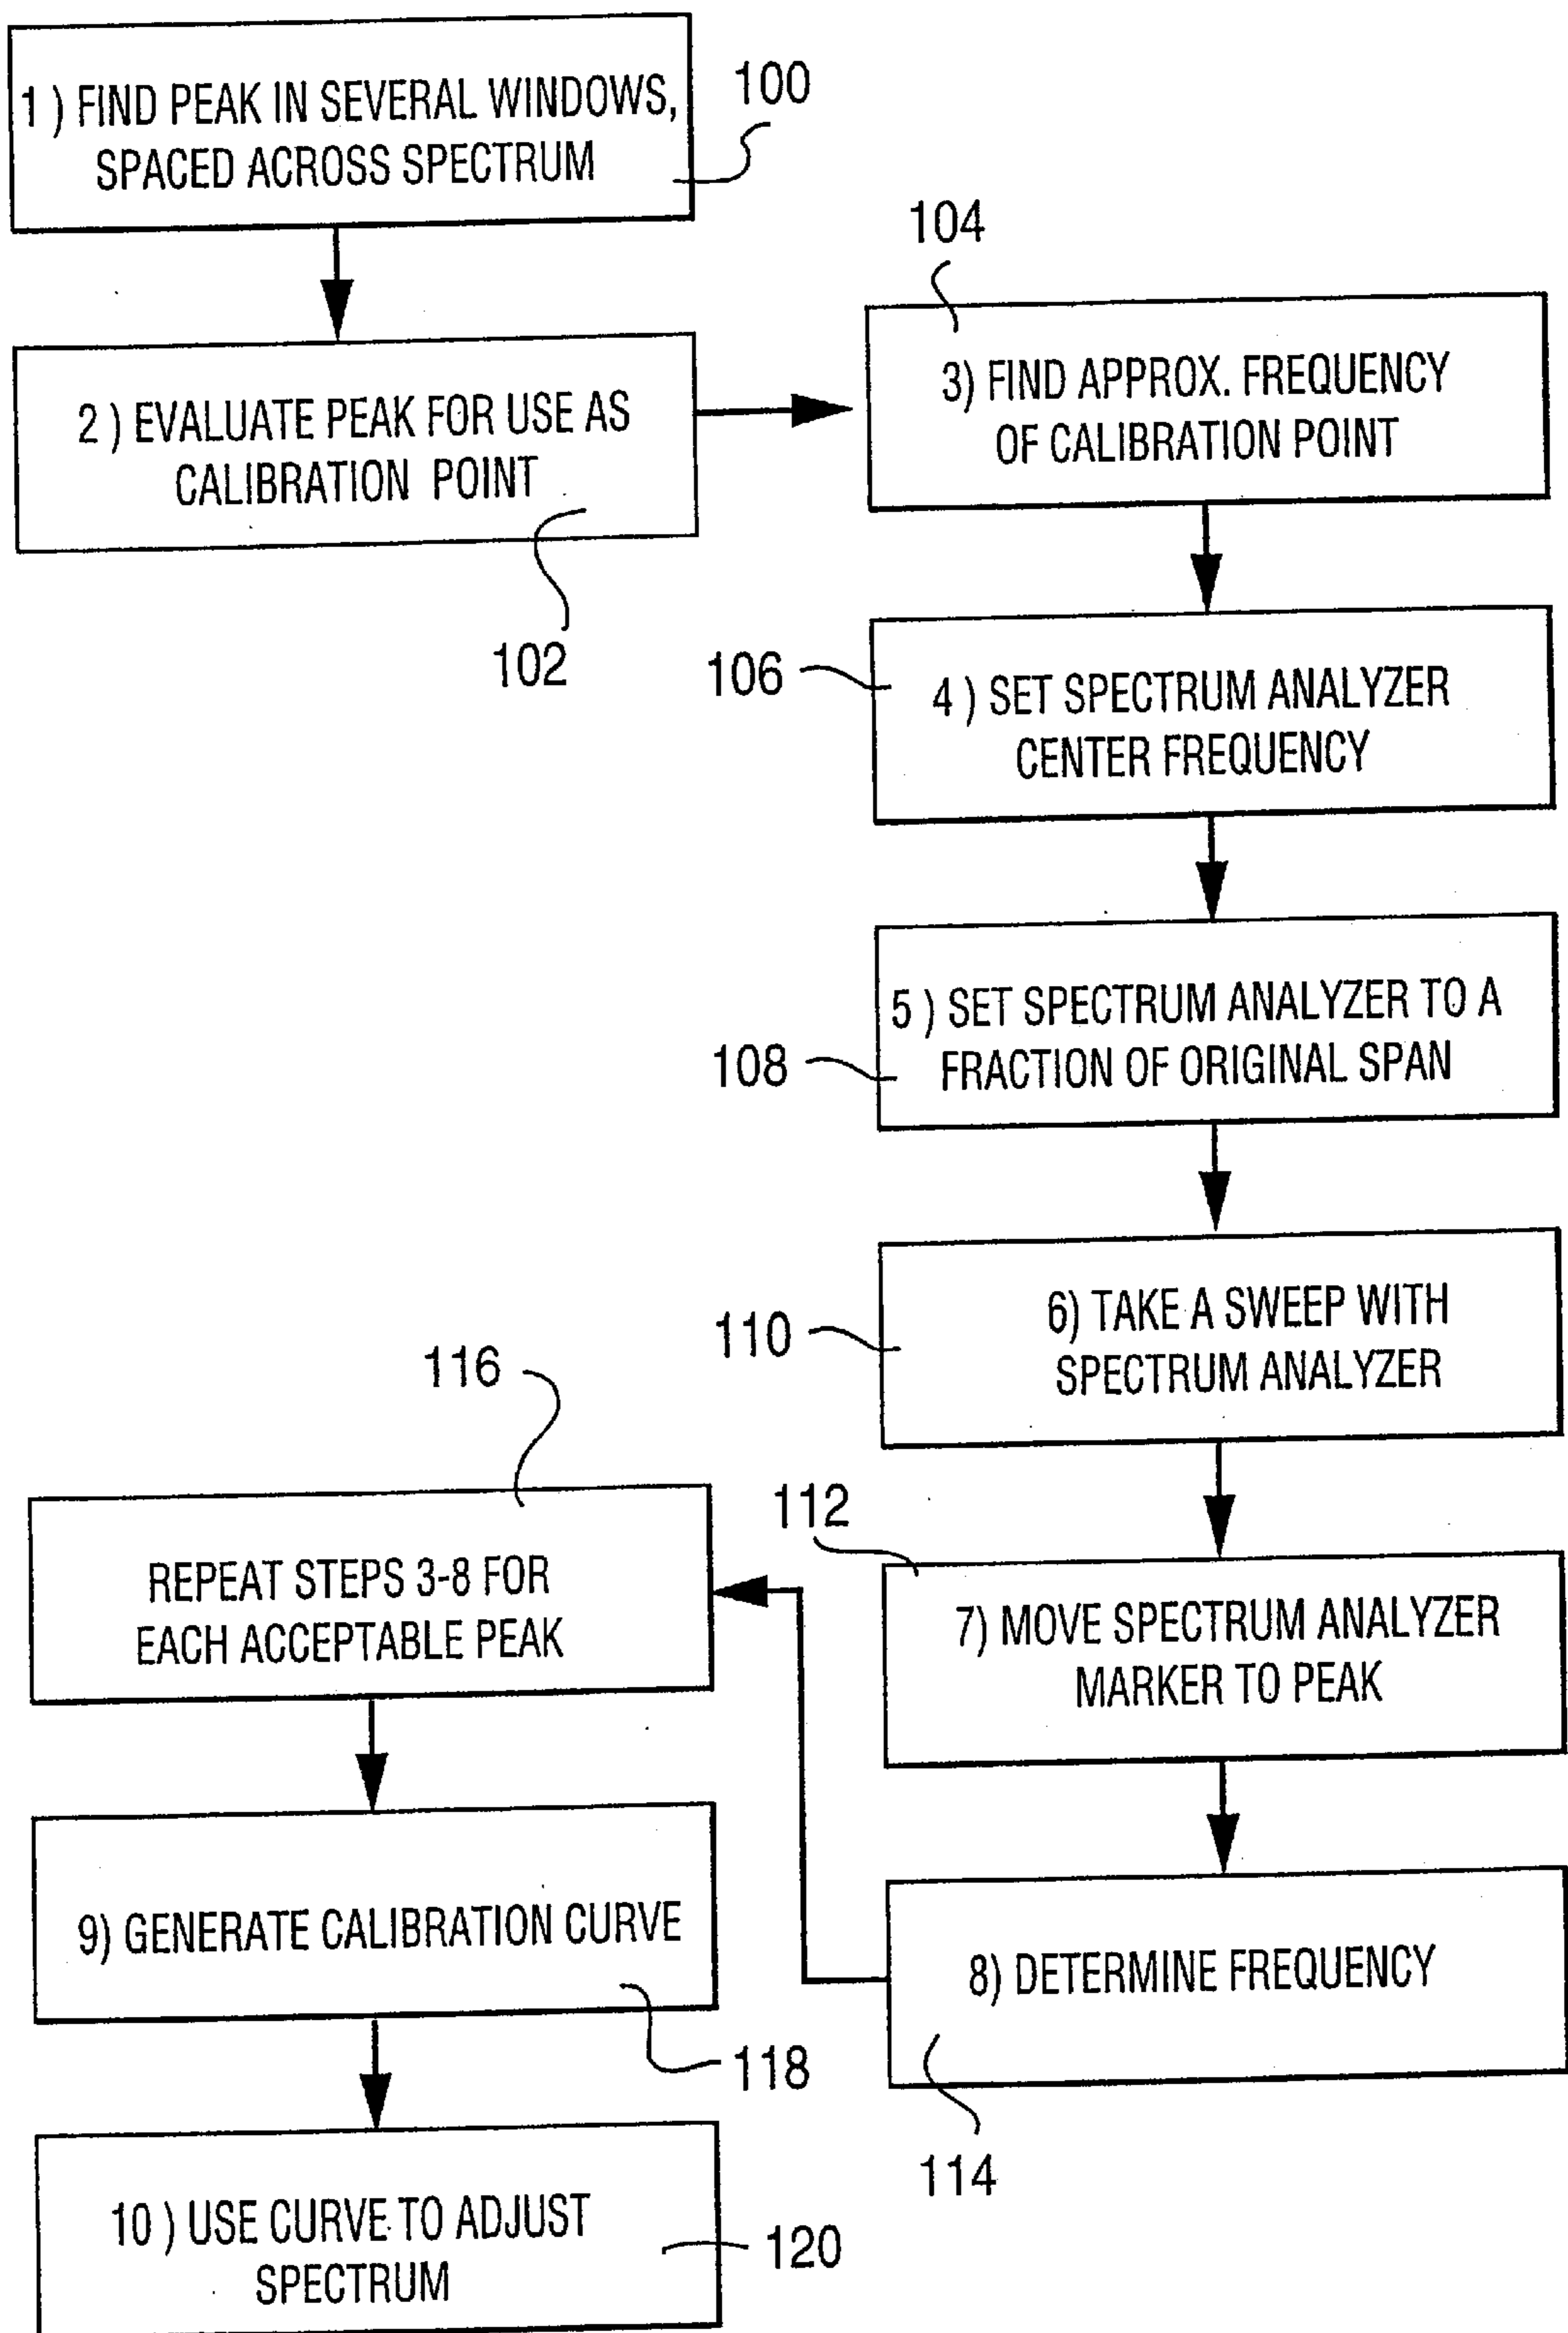 1 ) FIND PEAK IN SEVERAL WINDOWS,
SPACED ACROSS SPECTRUM
100
2 ) EVALUATE PEAK FOR USE AS
CALIBRATION POINT
102
104
3) FIND APPROX. FREQUENCY
OF CALIBRATION POINT
106
4 ) SET SPECTRUM ANALYZER
CENTER FREQUENCY
5 ) SET SPECTRUM ANALYZER TO A
FRACTION OF ORIGINAL SPAN
108
6) TAKE A SWEEP WITH
SPECTRUM ANALYZER
110
112
7) MOVE SPECTRUM ANALYZER
MARKER TO PEAK
8) DETERMINE FREQUENCY
114
116
REPEAT STEPS 3-8 FOR
EACH ACCEPTABLE PEAK
9) GENERATE CALIBRATION CURVE
118
10 ) USE CURVE TO ADJUST
SPECTRUM
120